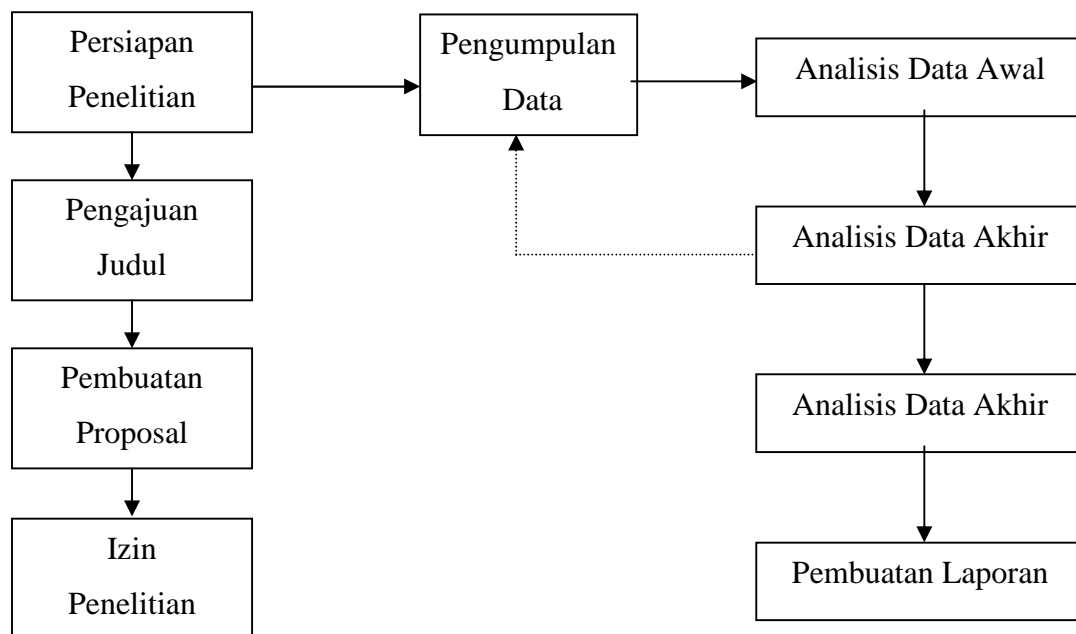 Persiapan
Penelitian
Pengumpulan
Data
Analisis Data Awal
Pengajuan
Judul
Analisis Data Akhir
Pembuatan
Proposal
Analisis Data Akhir
Izin
Penelitian
Pembuatan Laporan